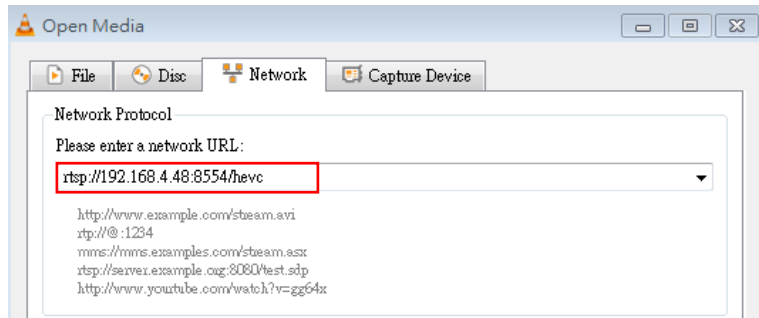 Open Media
File Disc Network Capture Device
Network Protocol
Please enter a network URL:
rtsp://192.168.4.48:8554/hevc
http://www.example.com/stream.avi
rtp://@:1234
mms://mms.examples.com/stream.asx
rtsp://server.example.org:8080/test.sdp
http://www.yourtube.com/watch?v=gg64x